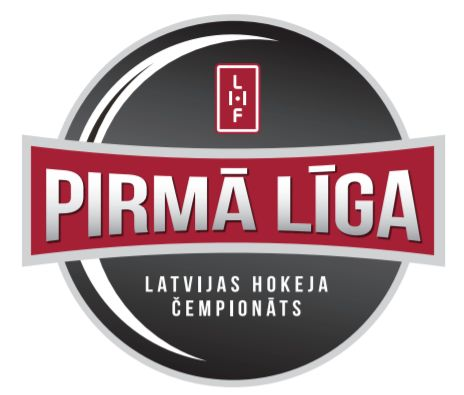 L
H
F
PIRMĀ LĪGA
LATVIJAS HOKEJA
ČEMPIONĀTS